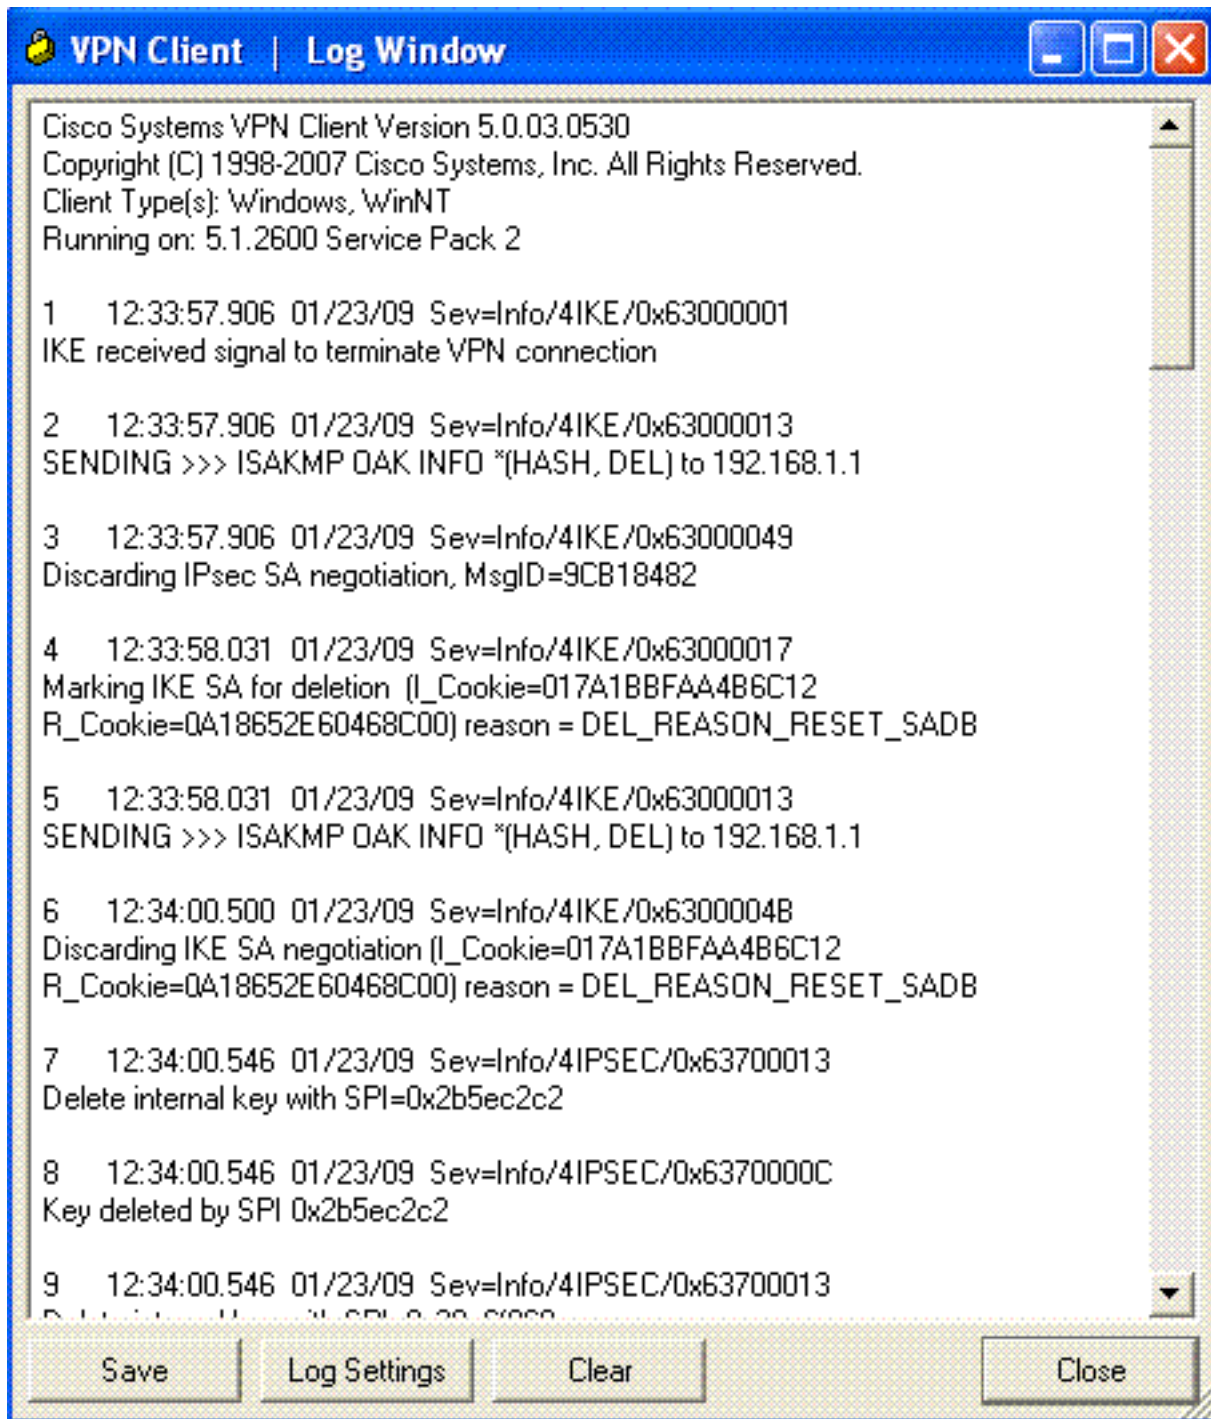 VPN Client | Log Window
Cisco Systems VPN Client Version 5.0.03.0530
Copyright (C) 1998-2007 Cisco Systems, Inc. All Rights Reserved.
Client Type(s): Windows, WinNT
Running on: 5.1.2600 Service Pack 2
1 12:33:57.906 01/23/09 Sev=Info/4IKE/0x63000001
IKE received signal to terminate VPN connection
2 12:33:57.906 01/23/09 Sev=Info/4IKE/0x63000013
SENDING >>> ISAKMP OAK INFO *(HASH, DEL) to 192.168.1.1
3 12:33:57.906 01/23/09 Sev=Info/4IKE/0x63000049
Discarding IPsec SA negotiation, MsgID=9CB18482
4 12:33:58.031 01/23/09 Sev=Info/4IKE/0x63000017
Marking IKE SA for deletion (I_Cookie=017A1BBFAA4B6C12
R_Cookie=0A18652E60468C00) reason = DEL_REASON_RESET_SADB
5 12:33:58.031 01/23/09 Sev=Info/4IKE/0x63000013
SENDING >>> ISAKMP OAK INFO *(HASH, DEL) to 192.168.1.1
6 12:34:00.500 01/23/09 Sev=Info/4IKE/0x6300004B
Discarding IKE SA negotiation (I_Cookie=017A1BBFAA4B6C12
R_Cookie=0A18652E60468C00) reason = DEL_REASON_RESET_SADB
7 12:34:00.546 01/23/09 Sev=Info/4IPSEC/0x63700013
Delete internal key with SPI=0x2b5ec2c2
8 12:34:00.546 01/23/09 Sev=Info/4IPSEC/0x6370000C
Key deleted by SPI 0x2b5ec2c2
9 12:34:00.546 01/23/09 Sev=Info/4IPSEC/0x63700013
Save Log Settings Clear Close